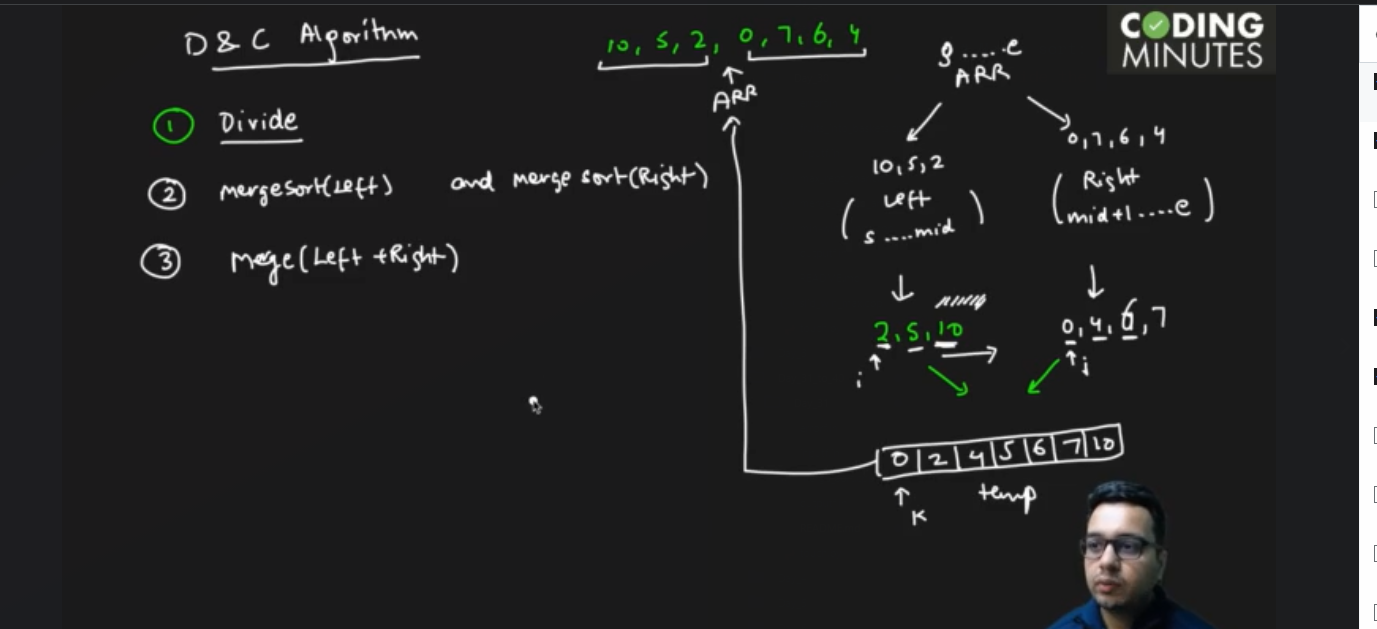 D & C Algorithm
10, 5, 2, 0, 7, 6, 4
ARR
CODING
MINUTES
s.....e
ARR
1 Divide
2 mergesort(Left) and merge sort(Right)
3 Merge(Left + Right)
10, 5, 2
Left
s ....mid
0, 7, 6, 4
Right
mid+1....e
2, 5, 10
i
0, 4, 6, 7
j
0 2 4 5 6 7 10
K
temp